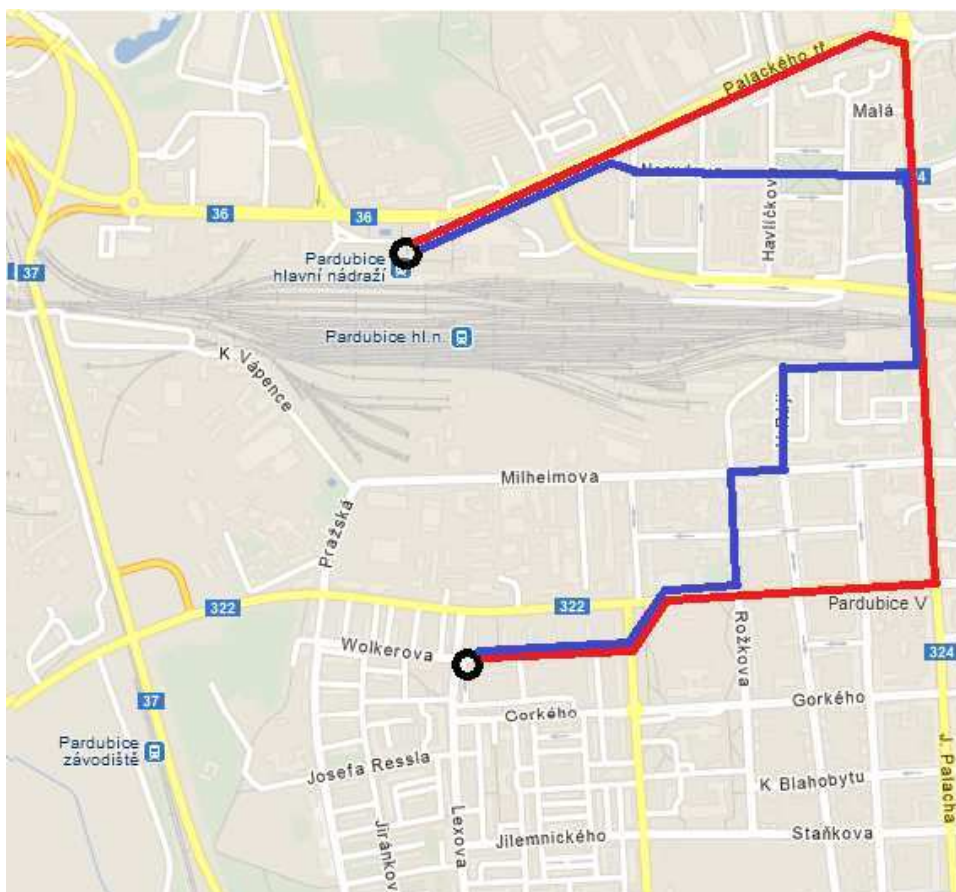 Palackého tř
Malá
36
36
Havlíčkova
37
Pardubice
hlavní nádraží
Pardubice hl.n.
K Vápence
Milheimova
Pražská
322
322
Pardubice V
Wolkerova
Rožkova
324
37
Gorkého
Gorkého
Pardubice
závodiště
Josefa Ressla
J. Palacha
K Blahobytu
Lexova
Jiránkov
Jilemnického
Staňkova